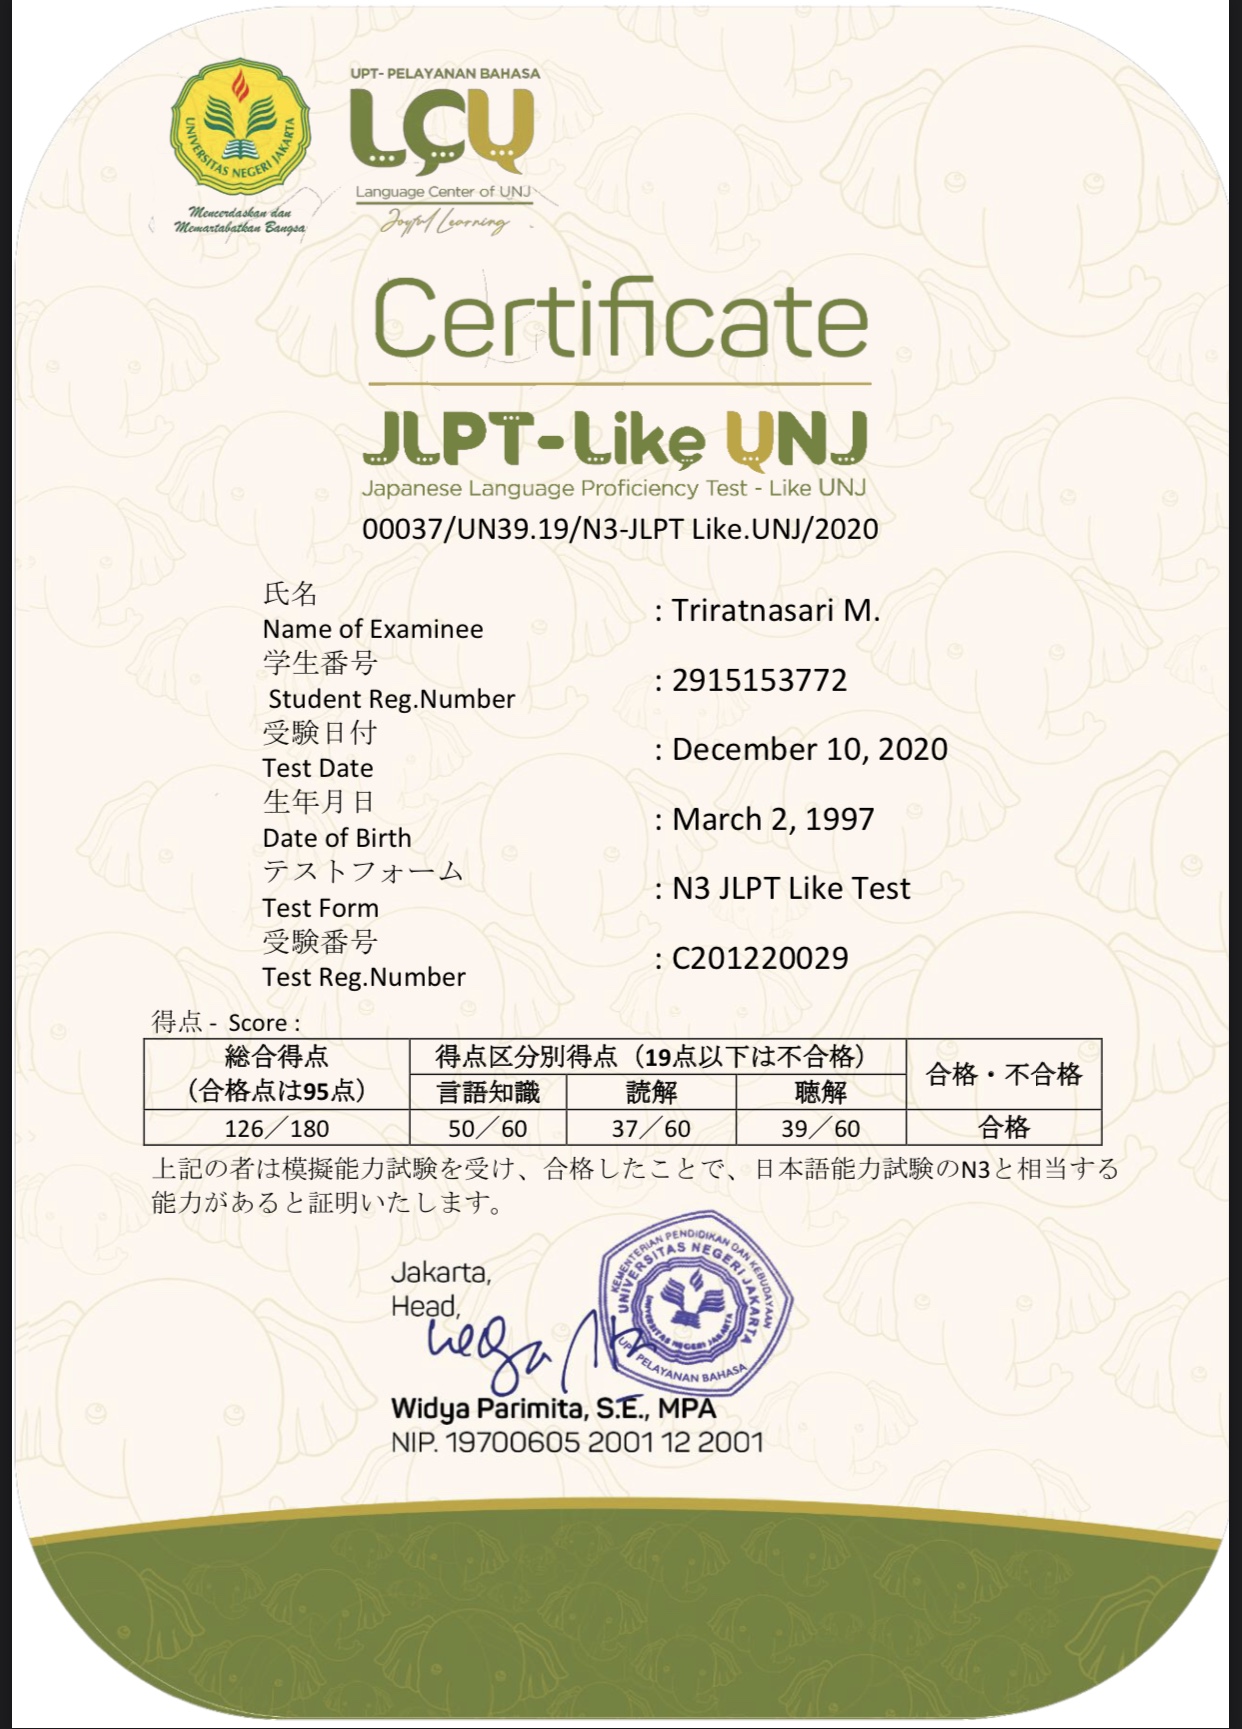 UPT- PELAYANAN BAHASA
LCU
Language Center of UNJ
Joyful Learning
UNIVERSITAS NEGERI JAKARTA
Mencerdaskan dan
Memartabatkan Bangsa
Certificate
JLPT-Like UNJ
Japanese Language Proficiency Test - Like UNJ
00037/UN39.19/N3-JLPT Like.UNJ/2020
氏名
Name of Examinee : Triratnasari M.
学生番号
Student Reg.Number : 2915153772
受験日付
Test Date : December 10, 2020
生年月日
Date of Birth : March 2, 1997
テストフォーム
Test Form : N3 JLPT Like Test
受験番号
Test Reg.Number : C201220029
得点 - Score :
総合得点 得点区分別得点（19点以下は不合格） 合格・不合格
（合格点は95点） 言語知識 読解 聴解
126／180 50／60 37／60 39／60 合格
上記の者は模擬能力試験を受け、合格したことで、日本語能力試験のN3と相当する
能力があると証明いたします。
Jakarta,
Head,
KEMENTERIAN PENDIDIKAN DAN KEBUDAYAAN
UNIVERSITAS NEGERI JAKARTA
UNIVERSITAS NEGERI JAKARTA
UPT PELAYANAN BAHASA
Widya Parimita, S.E., MPA
NIP. 19700605 2001 12 2001